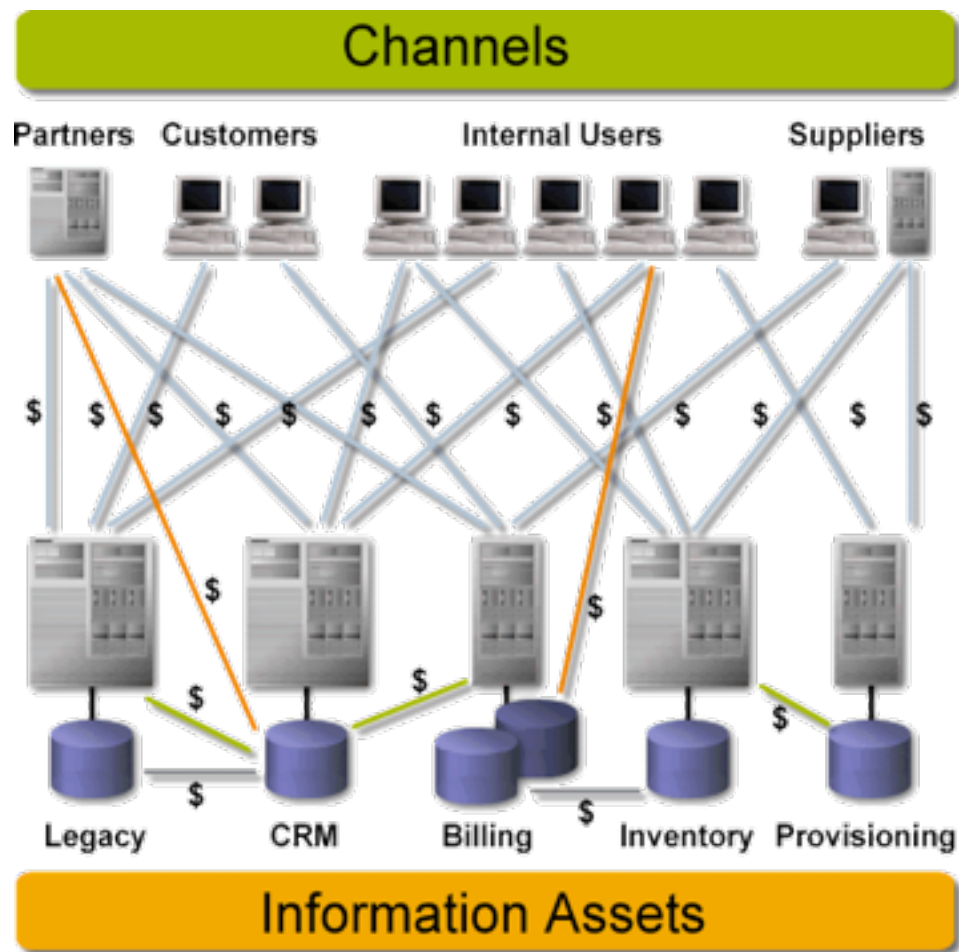 Channels
Partners Customers Internal Users Suppliers
$ $ $ $ $ $ $ $ $ $ $ $ $
$ $
$ $
$
$ $
Legacy CRM Billing Inventory Provisioning
Information Assets